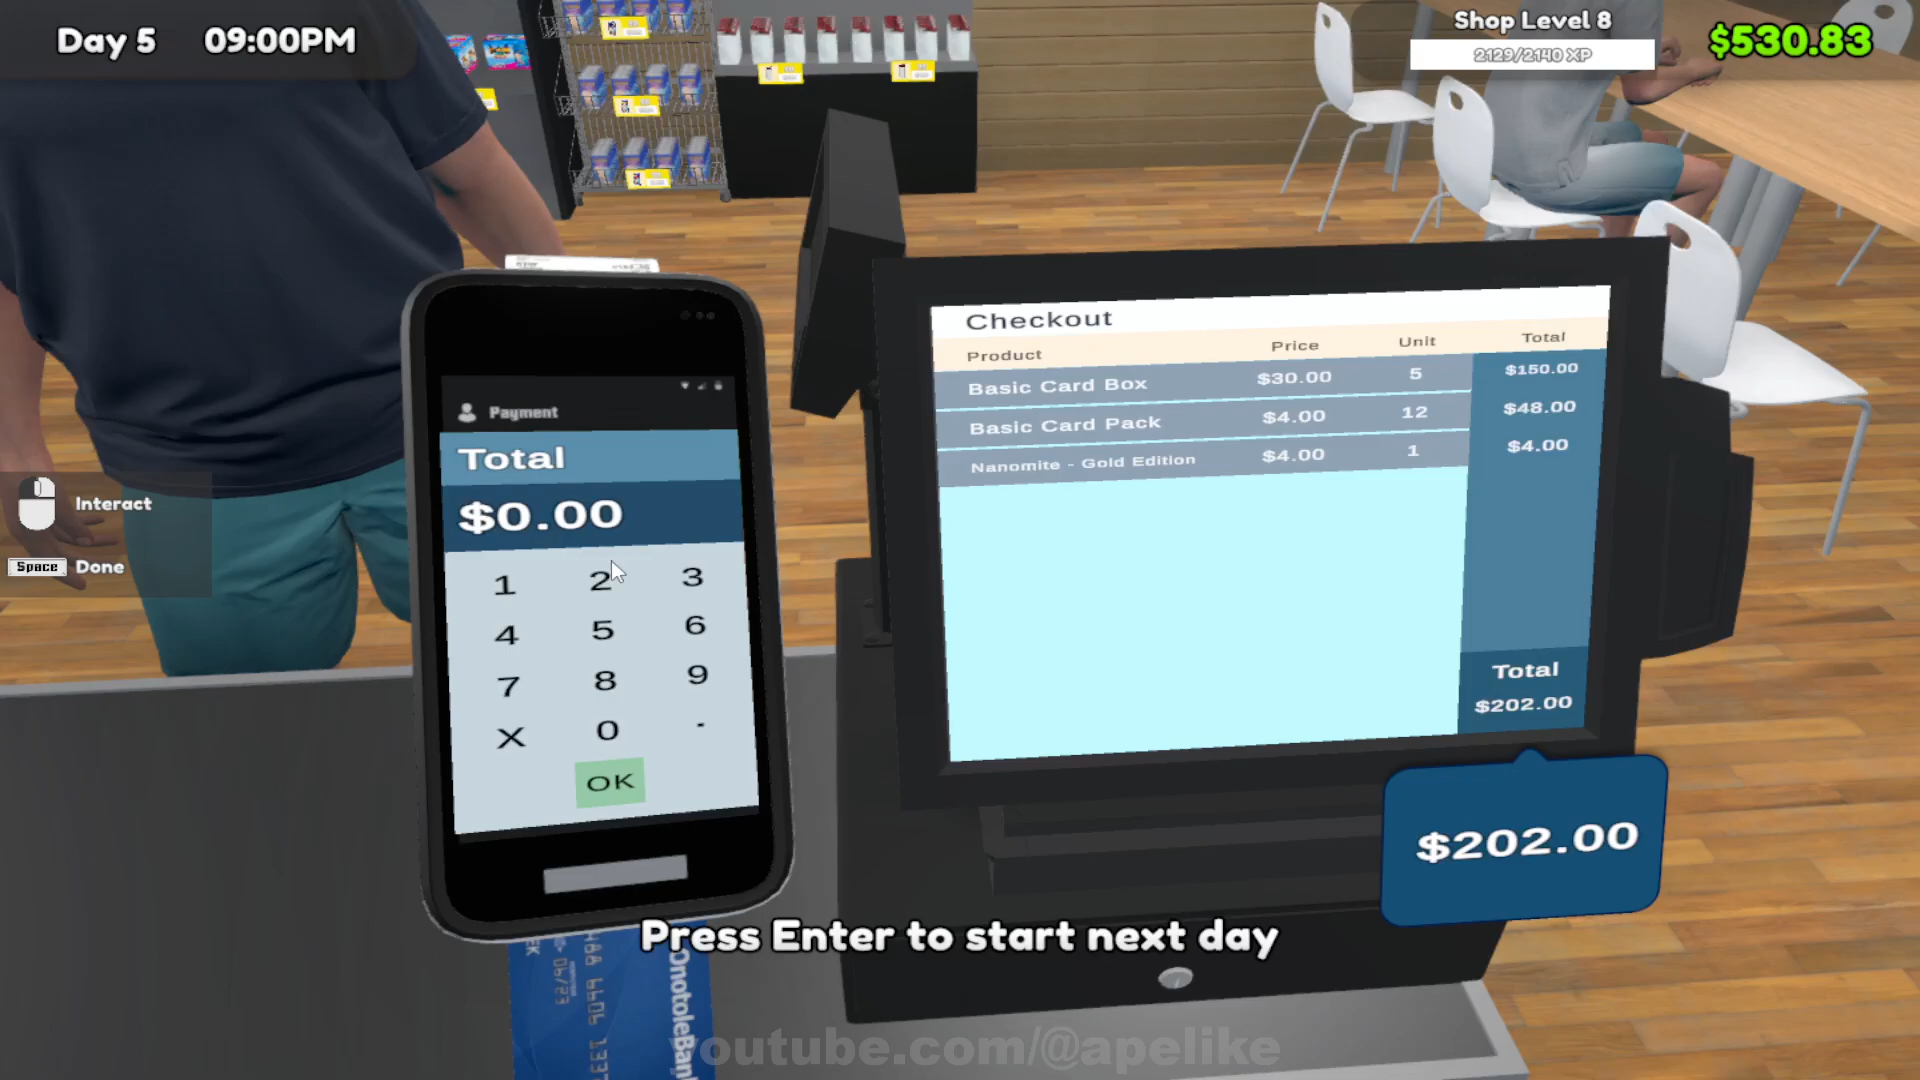 Day 5 09:00PM
Shop Level 8
2129/2140 XP
$530.83
Interact
Space Done
Payment
Total
$0.00
1 2 3
4 5 6
7 8 9
X 0 .
OK
Checkout
Product Price Unit Total
Basic Card Box $30.00 5 $150.00
Basic Card Pack $4.00 12 $48.00
Nanomite - Gold Edition $4.00 1 $4.00
Total
$202.00
$202.00
Press Enter to start next day
OnotoleBank
youtube.com/@apelike